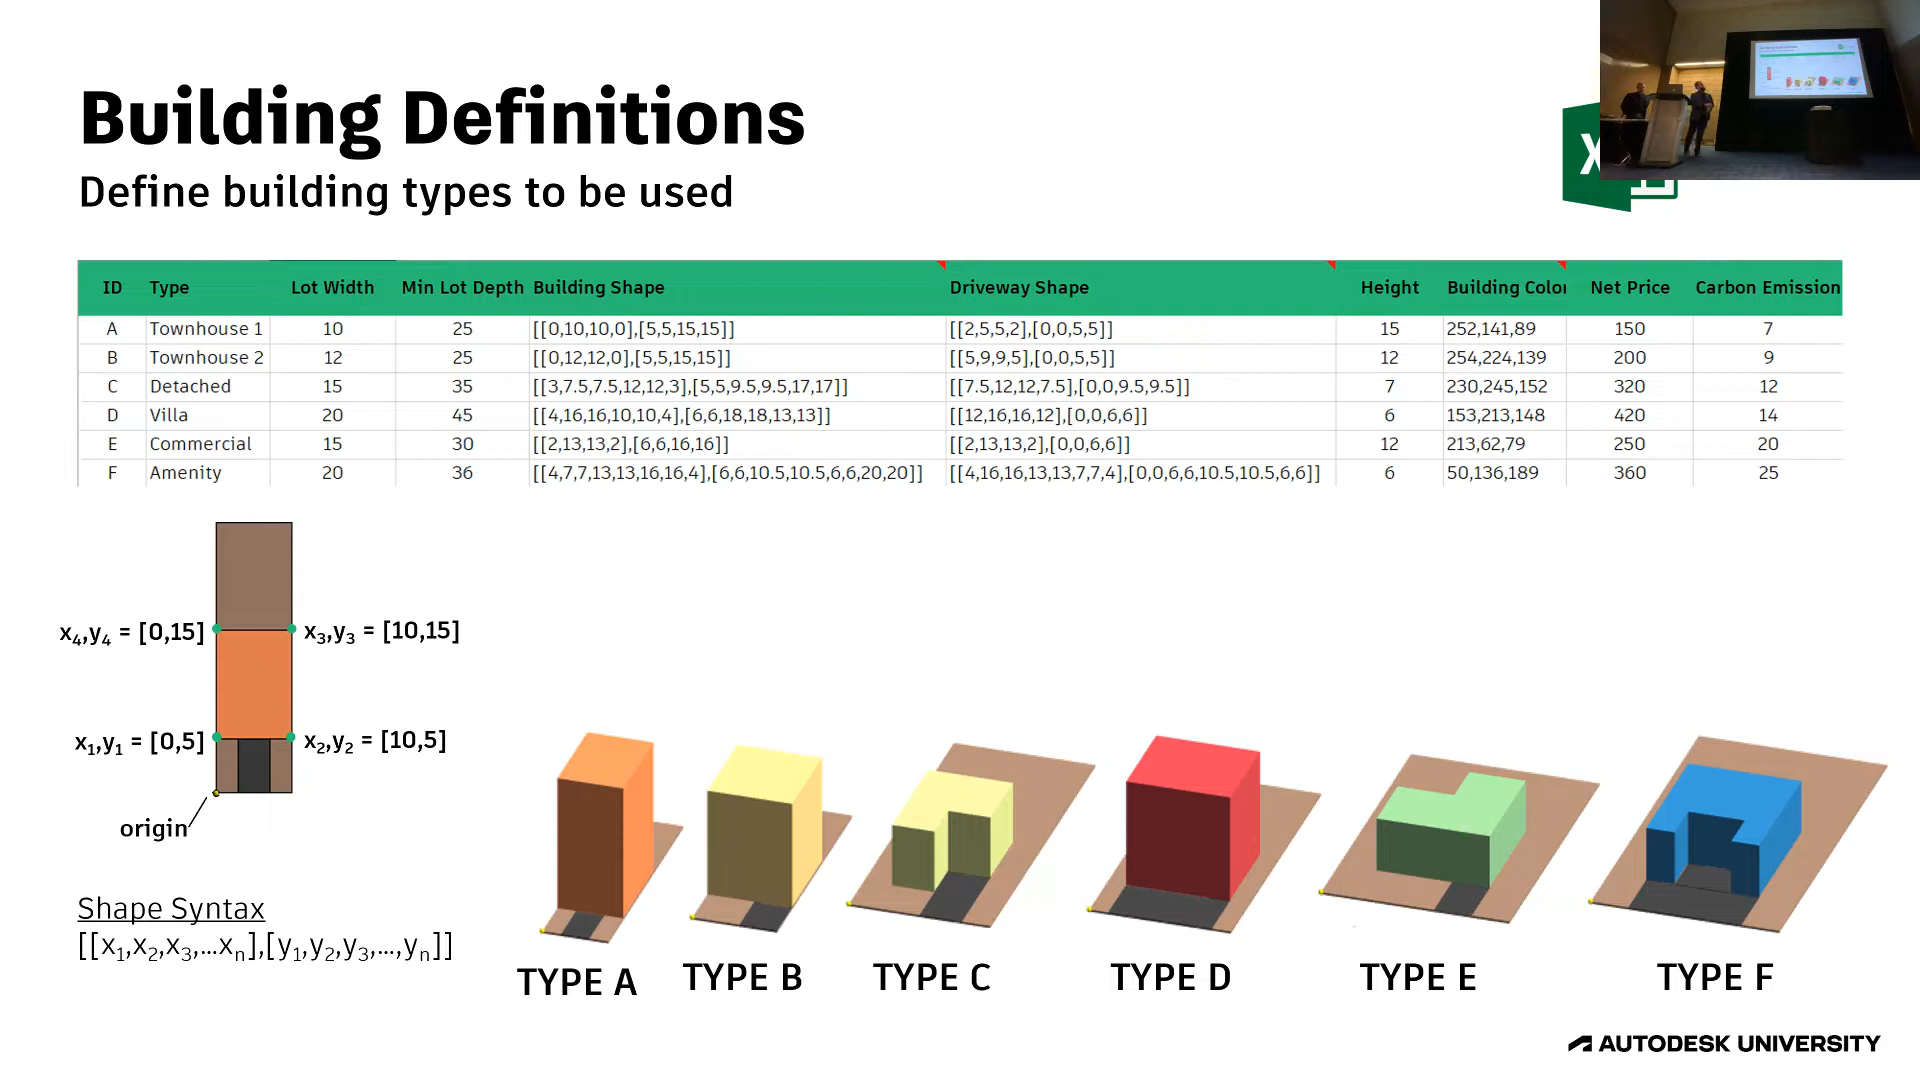 Building Definitions
Define building types to be used
X
ID Type Lot Width Min Lot Depth Building Shape Driveway Shape Height Building Color Net Price Carbon Emission
A Townhouse 1 10 25 [[0,10,10,0],[5,5,15,15]] [[2,5,5,2],[0,0,5,5]] 15 252,141,89 150 7
B Townhouse 2 12 25 [[0,12,12,0],[5,5,15,15]] [[5,9,9,5],[0,0,5,5]] 12 254,224,139 200 9
C Detached 15 35 [[3,7.5,7.5,12,12,3],[5,5,9.5,9.5,17,17]] [[7.5,12,12,7.5],[0,0,9.5,9.5]] 7 230,245,152 320 12
D Villa 20 45 [[4,16,16,10,10,4],[6,6,18,18,13,13]] [[12,16,16,12],[0,0,6,6]] 6 153,213,148 420 14
E Commercial 15 30 [[2,13,13,2],[6,6,16,16]] [[2,13,13,2],[0,0,6,6]] 12 213,62,79 250 20
F Amenity 20 36 [[4,7,7,13,13,16,16,4],[6,6,10.5,10.5,6,6,20,20]] [[4,16,16,13,13,7,7,4],[0,0,6,6,10.5,10.5,6,6]] 6 50,136,189 360 25
x4,y4 = [0,15] x3,y3 = [10,15]
x1,y1 = [0,5] x2,y2 = [10,5]
origin
Shape Syntax
[[x1,x2,x3,...xn],[y1,y2,y3,...,yn]]
TYPE A TYPE B TYPE C TYPE D TYPE E TYPE F
AUTODESK UNIVERSITY